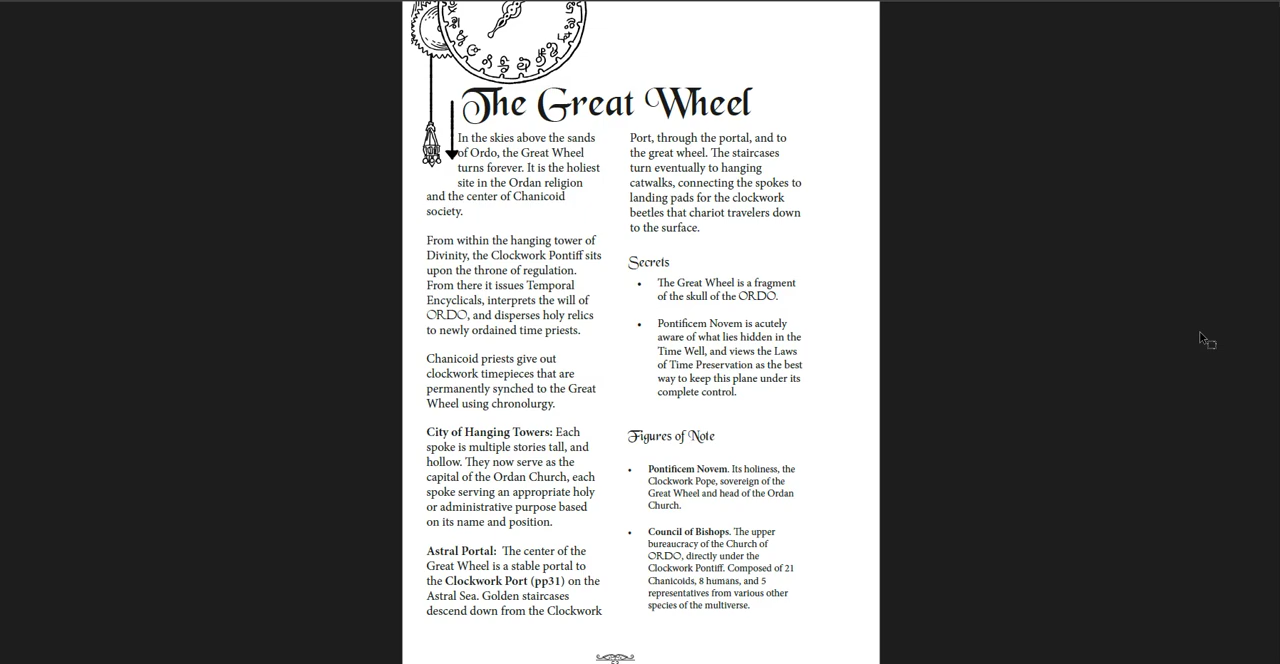 The Great Wheel
In the skies above the sands
of Ordo, the Great Wheel
turns forever. It is the holiest
site in the Ordan religion
and the center of Chanicoid
society.
From within the hanging tower of
Divinity, the Clockwork Pontiff sits
upon the throne of regulation.
From there it issues Temporal
Encyclicals, interprets the will of
ORDO, and disperses holy relics
to newly ordained time priests.
Chanicoid priests give out
clockwork timepieces that are
permanently synched to the Great
Wheel using chronolurgy.
City of Hanging Towers: Each
spoke is multiple stories tall, and
hollow. They now serve as the
capital of the Ordan Church, each
spoke serving an appropriate holy
or administrative purpose based
on its name and position.
Astral Portal: The center of the
Great Wheel is a stable portal to
the Clockwork Port (pp31) on the
Astral Sea. Golden staircases
descend down from the Clockwork
Port, through the portal, and to
the great wheel. The staircases
turn eventually to hanging
catwalks, connecting the spokes to
landing pads for the clockwork
beetles that chariot travelers down
to the surface.
Secrets
• The Great Wheel is a fragment
of the skull of the ORDO.
• Pontificem Novem is acutely
aware of what lies hidden in the
Time Well, and views the Laws
of Time Preservation as the best
way to keep this plane under its
complete control.
Figures of Note
• Pontificem Novem. Its holiness, the
Clockwork Pope, sovereign of the
Great Wheel and head of the Ordan
Church.
• Council of Bishops. The upper
bureaucracy of the Church of
ORDO, directly under the
Clockwork Pontiff. Composed of 21
Chanicoids, 8 humans, and 5
representatives from various other
species of the multiverse.